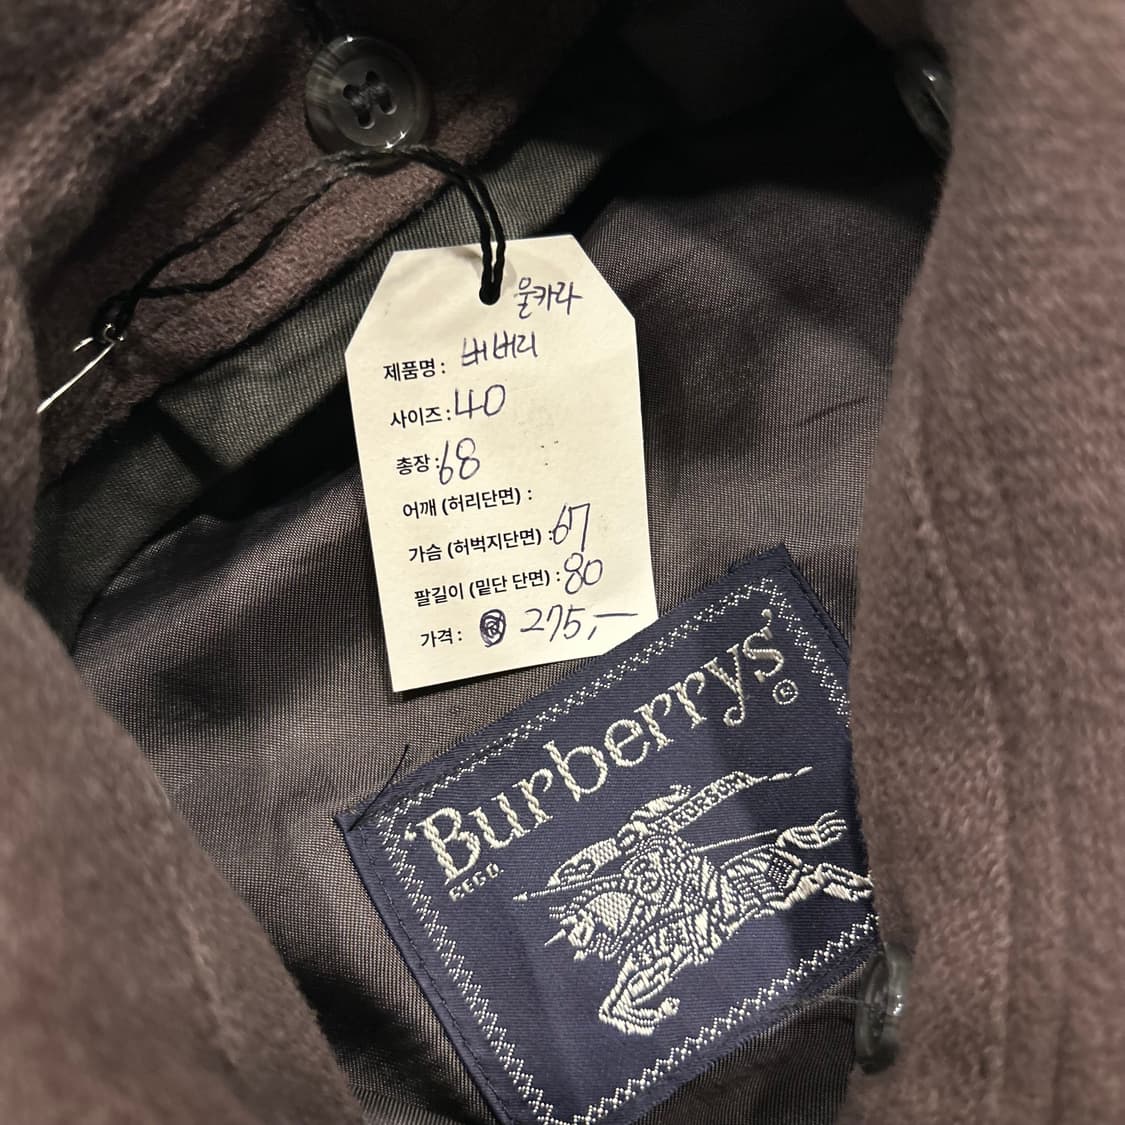 울카라
제품명 : 버버리
사이즈 : 40
총장 : 68
어깨 (허리단면) :
가슴 (허벅지단면) : 67
팔길이 (밑단 단면) : 80
가격 : 275,—
'Burberrys'
REGD.
PRORSUM